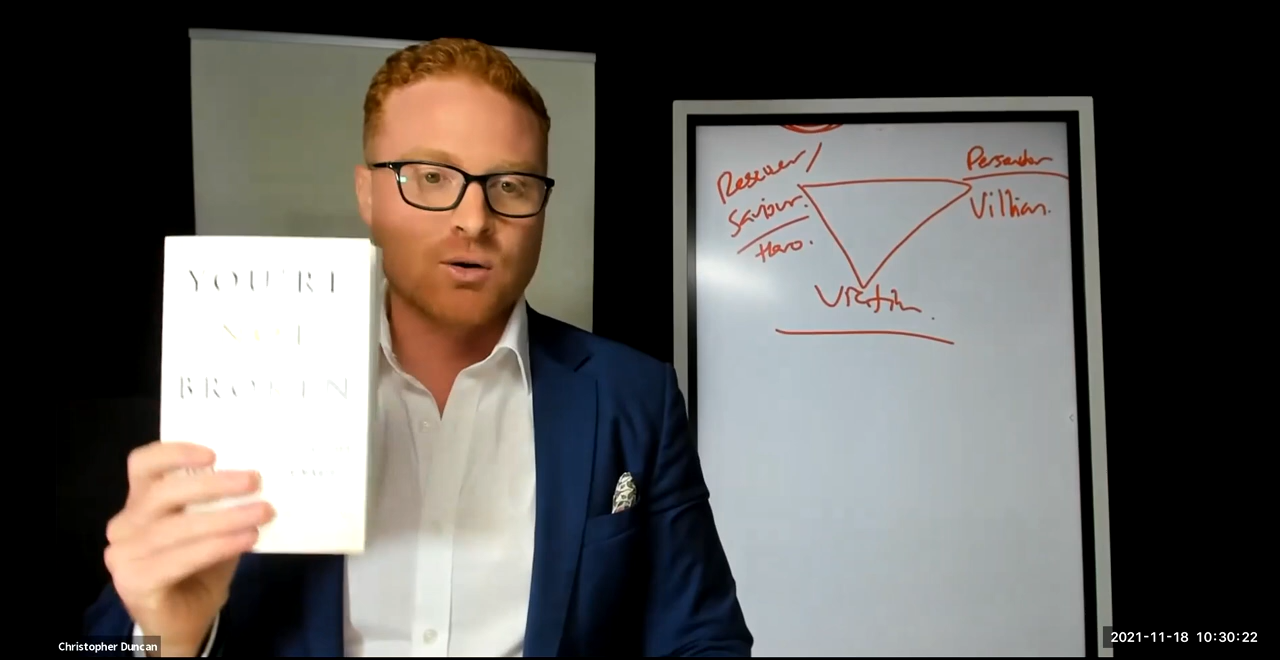 YOU'RE
NOT
BROKEN
Rescuer/
Saviour.
Hero.
Persecutor
Villian.
Victim.
Christopher Duncan
2021-11-18 10:30:22